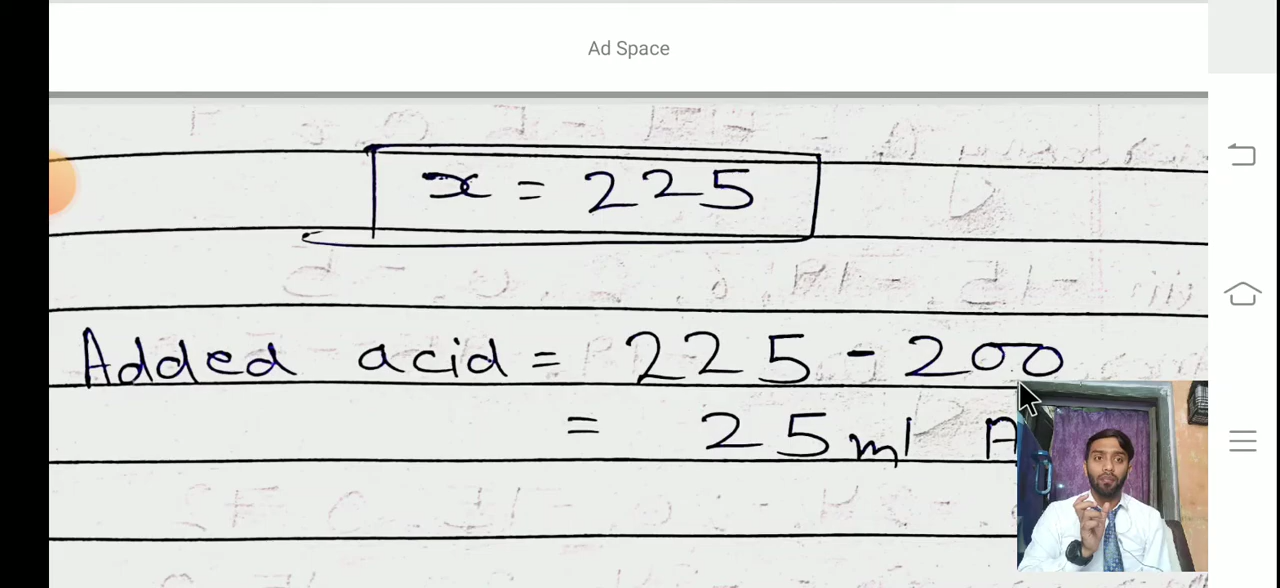 Ad Space
x = 225
Added acid = 225 - 200
= 25 ml A